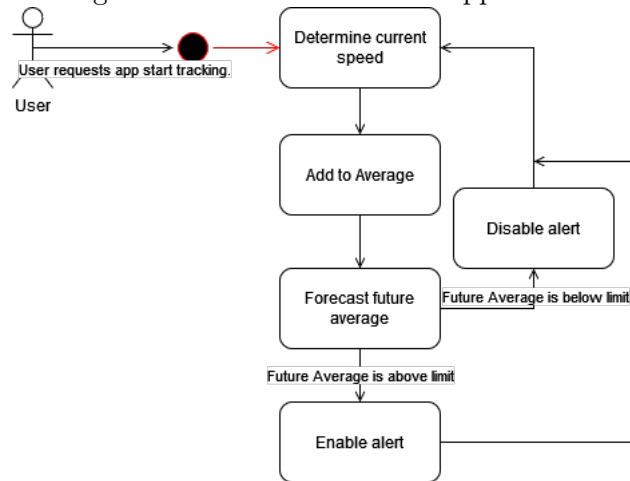 User requests app start tracking.
User
Determine current
speed
Add to Average
Disable alert
Forecast future
average
Future Average is below limit
Future Average is above limit
Enable alert